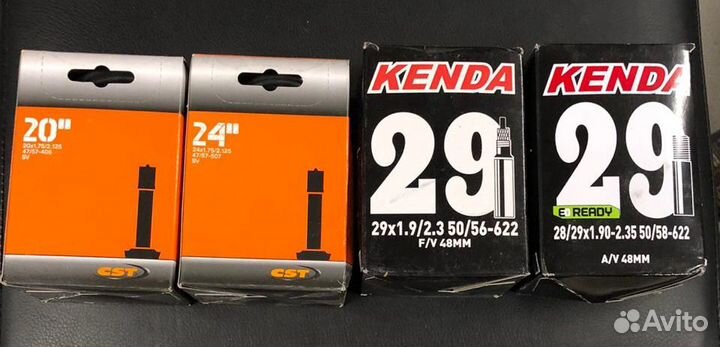 20"
20x1.75/2.125
47/57-406
SV
CST
24"
24x1.75/2.125
47/57-507
SV
CST
KENDA
29
29x1.9/2.3 50/56-622
F/V 48MM
KENDA
29
READY
28/29x1.90-2.35 50/58-622
A/V 48MM
Avito